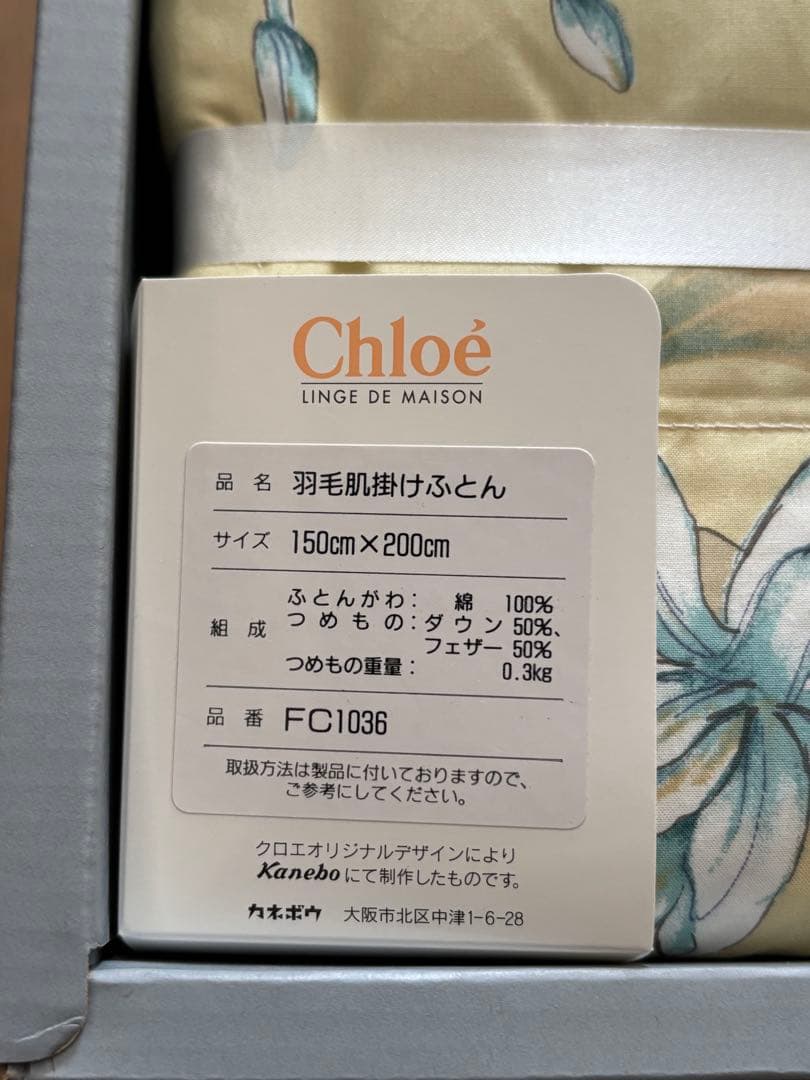 Chloé
LINGE DE MAISON
品名 羽毛肌掛けふとん
サイズ 150cm×200cm
組成 ふとんがわ: 綿 100%
つめもの:ダウン 50%、
フェザー 50%
つめもの重量: 0.3kg
品番 FC1036
取扱方法は製品に付いておりますので、
ご参考にしてください。
クロエオリジナルデザインにより
Kaneboにて制作したものです。
カネボウ 大阪市北区中津1-6-28